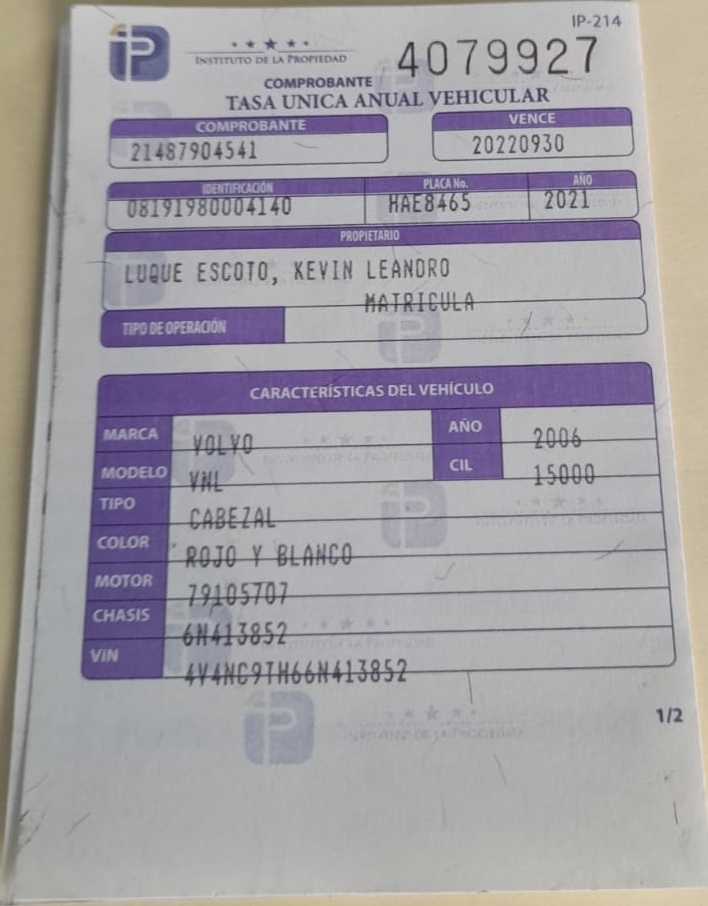 IP-214
iP
INSTITUTO DE LA PROPIEDAD
4079927
COMPROBANTE
TASA UNICA ANUAL VEHICULAR
COMPROBANTE VENCE
21487904541 20220930
IDENTIFICACIÓN PLACA No. AÑO
08191980004140 HAE8465 2021
PROPIETARIO
LUQUE ESCOTO, KEVIN LEANDRO
MATRICULA
TIPO DE OPERACIÓN
CARACTERÍSTICAS DEL VEHÍCULO
MARCA VOLVO AÑO 2006
MODELO VNL CIL 15000
TIPO CABEZAL
COLOR ROJO Y BLANCO
MOTOR 79105707
CHASIS 6N413852
VIN 4V4NC9TH66N413852
1/2